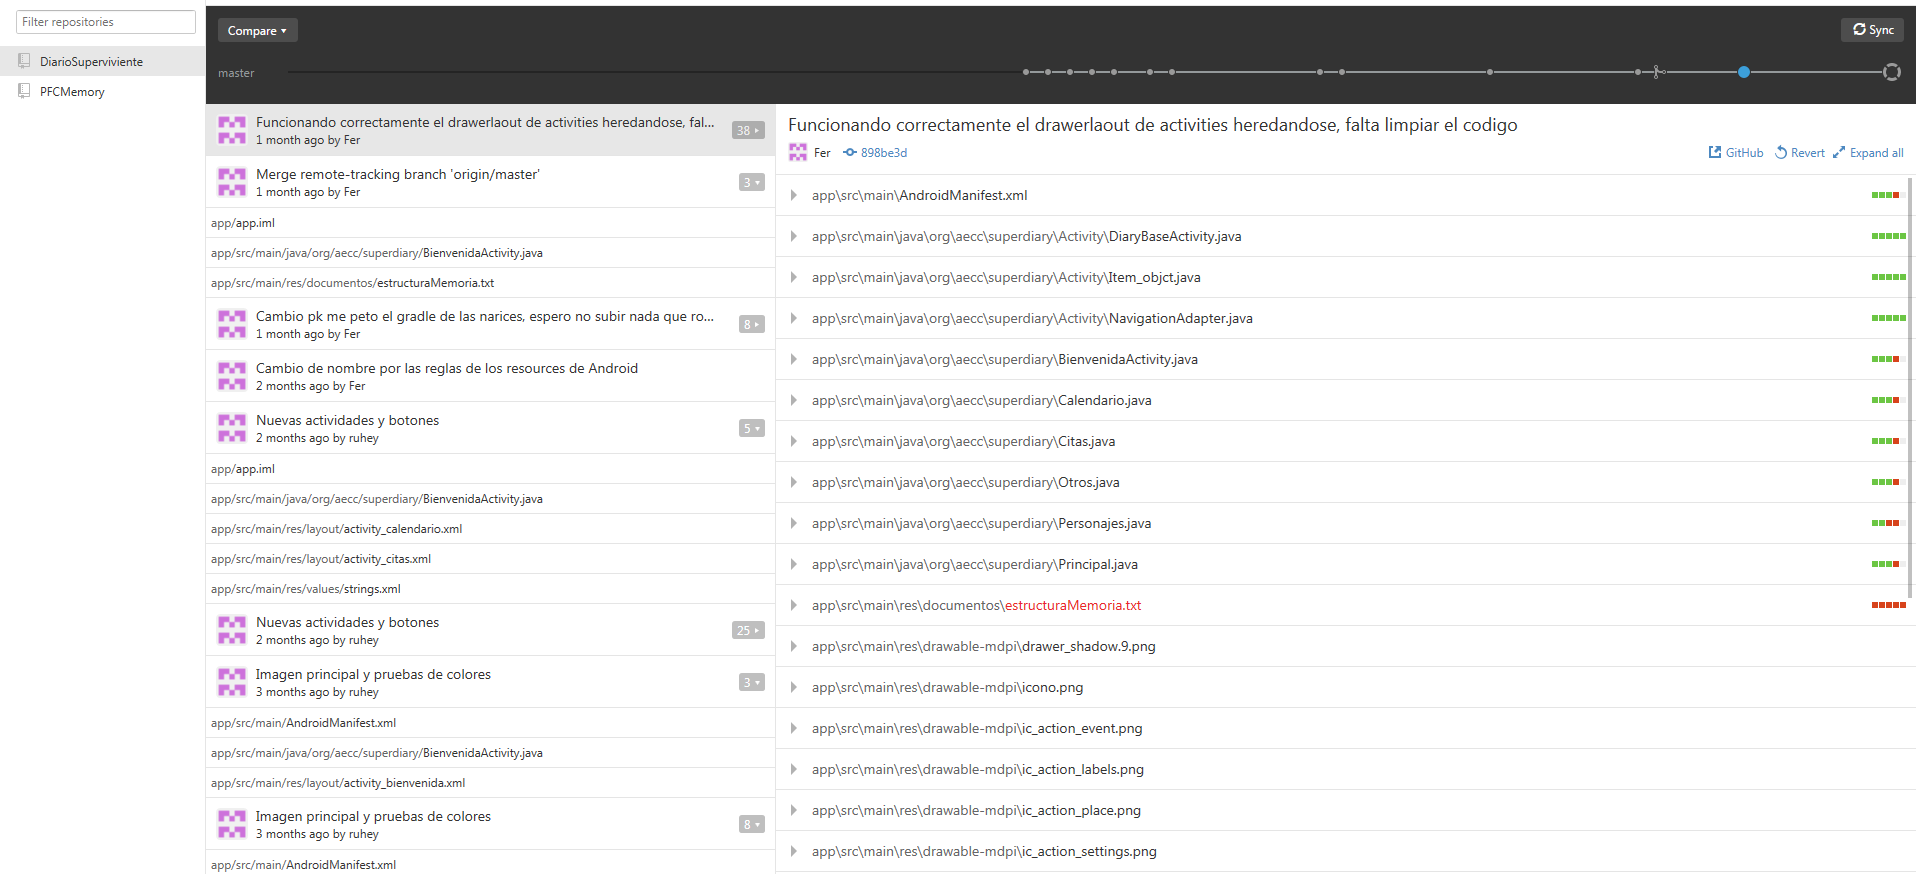 Filter repositories
DiarioSuperviviente
PFCMemory
Compare
Sync
master
Funcionando correctamente el drawerlaout de activities heredandose, fal...
1 month ago by Fer
38
Merge remote-tracking branch 'origin/master'
1 month ago by Fer
3
app/app.iml
app/src/main/java/org/aecc/superdiary/BienvenidaActivity.java
app/src/main/res/documentos/estructuraMemoria.txt
Cambio pk me peto el gradle de las narices, espero no subir nada que ro...
1 month ago by Fer
8
Cambio de nombre por las reglas de los resources de Android
2 months ago by Fer
Nuevas actividades y botones
2 months ago by ruhey
5
app/app.iml
app/src/main/java/org/aecc/superdiary/BienvenidaActivity.java
app/src/main/res/layout/activity_calendario.xml
app/src/main/res/layout/activity_citas.xml
app/src/main/res/values/strings.xml
Nuevas actividades y botones
2 months ago by ruhey
25
Imagen principal y pruebas de colores
3 months ago by ruhey
3
app/src/main/AndroidManifest.xml
app/src/main/java/org/aecc/superdiary/BienvenidaActivity.java
app/src/main/res/layout/activity_bienvenida.xml
Imagen principal y pruebas de colores
3 months ago by ruhey
8
app/src/main/AndroidManifest.xml
Funcionando correctamente el drawerlaout de activities heredandose, falta limpiar el codigo
Fer 898be3d
GitHub Revert Expand all
app\src\main\AndroidManifest.xml
app\src\main\java\org\aecc\superdiary\Activity\DiaryBaseActivity.java
app\src\main\java\org\aecc\superdiary\Activity\Item_objct.java
app\src\main\java\org\aecc\superdiary\Activity\NavigationAdapter.java
app\src\main\java\org\aecc\superdiary\BienvenidaActivity.java
app\src\main\java\org\aecc\superdiary\Calendario.java
app\src\main\java\org\aecc\superdiary\Citas.java
app\src\main\java\org\aecc\superdiary\Otros.java
app\src\main\java\org\aecc\superdiary\Personajes.java
app\src\main\java\org\aecc\superdiary\Principal.java
app\src\main\res\documentos\estructuraMemoria.txt
app\src\main\res\drawable-mdpi\drawer_shadow.9.png
app\src\main\res\drawable-mdpi\icono.png
app\src\main\res\drawable-mdpi\ic_action_event.png
app\src\main\res\drawable-mdpi\ic_action_labels.png
app\src\main\res\drawable-mdpi\ic_action_place.png
app\src\main\res\drawable-mdpi\ic_action_settings.png